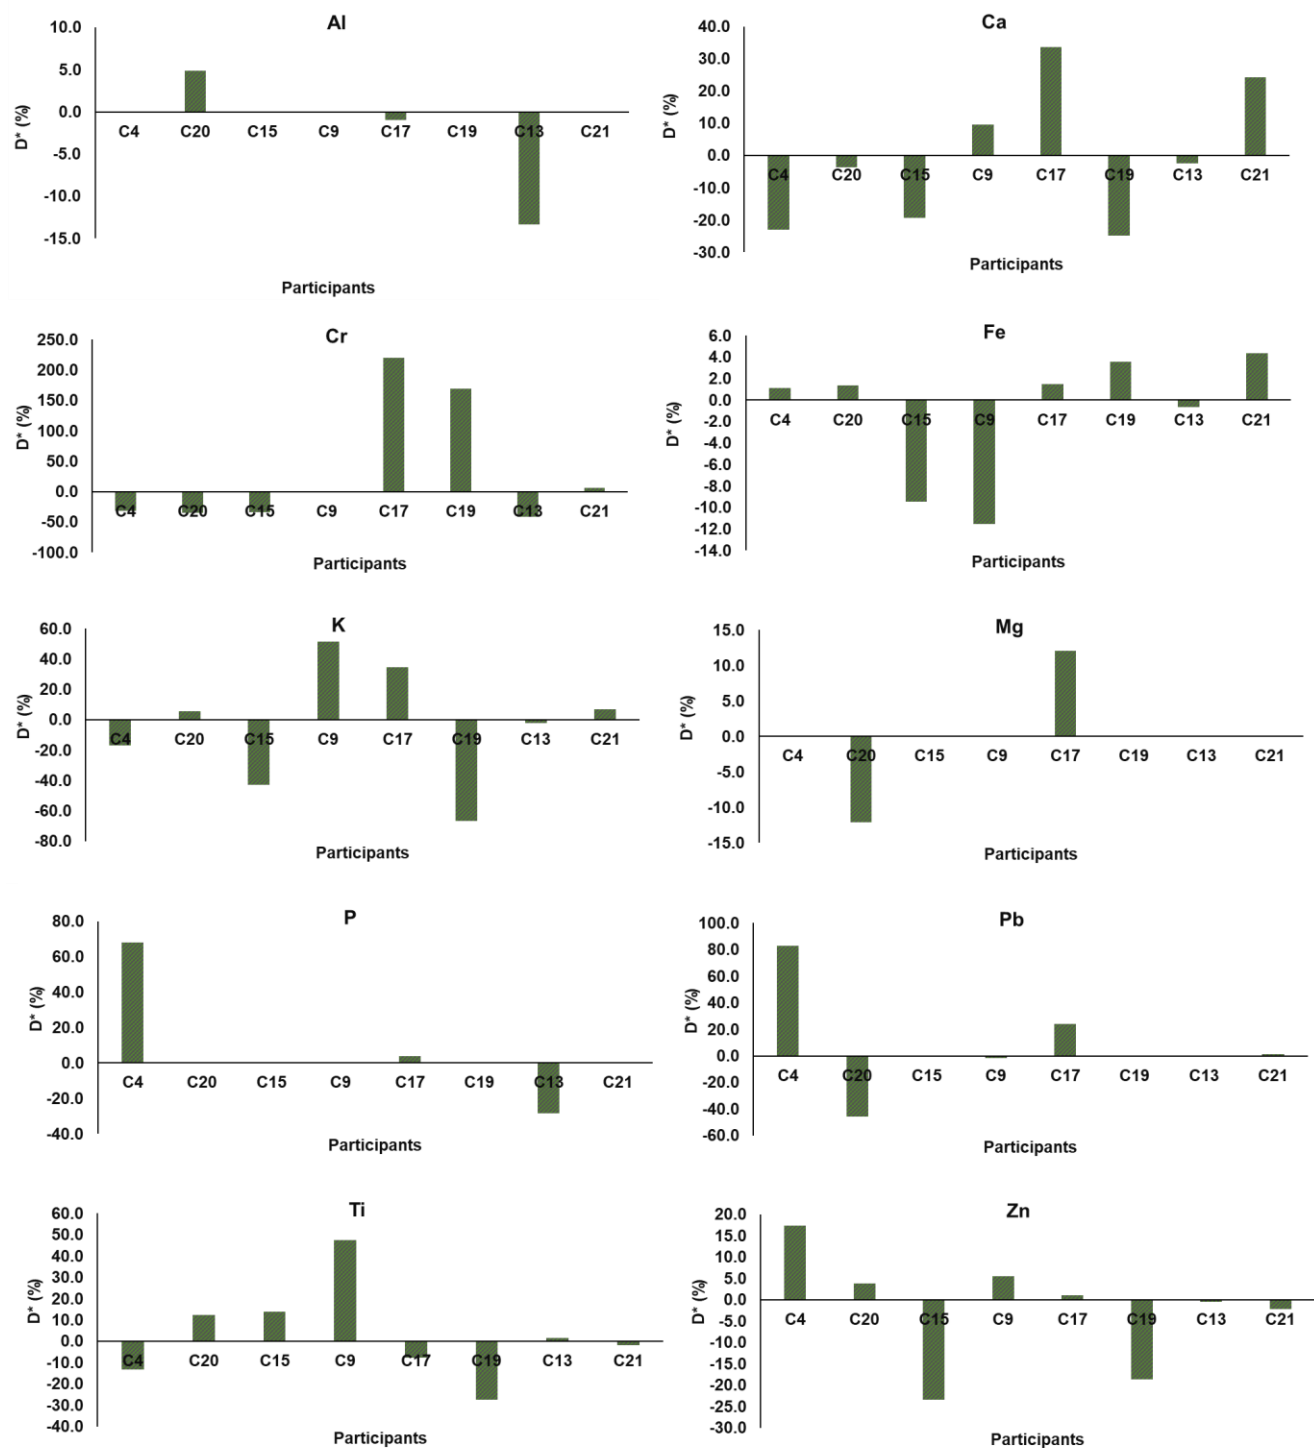 Al
10.0
5.0
0.0
-5.0
-10.0
-15.0
D* (%)
C4 C20 C15 C9 C17 C19 C13 C21
Participants
Ca
40.0
30.0
20.0
10.0
0.0
-10.0
-20.0
-30.0
D* (%)
C4 C20 C15 C9 C17 C19 C13 C21
Participants
Cr
250.0
200.0
150.0
100.0
50.0
0.0
-50.0
-100.0
D* (%)
C4 C20 C15 C9 C17 C19 C13 C21
Participants
Fe
6.0
4.0
2.0
0.0
-2.0
-4.0
-6.0
-8.0
-10.0
-12.0
-14.0
D* (%)
C4 C20 C15 C9 C17 C19 C13 C21
Participants
K
60.0
40.0
20.0
0.0
-20.0
-40.0
-60.0
-80.0
D* (%)
C4 C20 C15 C9 C17 C19 C13 C21
Participants
Mg
15.0
10.0
5.0
0.0
-5.0
-10.0
-15.0
D* (%)
C4 C20 C15 C9 C17 C19 C13 C21
Participants
P
80.0
60.0
40.0
20.0
0.0
-20.0
-40.0
D* (%)
C4 C20 C15 C9 C17 C19 C13 C21
Participants
Pb
100.0
80.0
60.0
40.0
20.0
0.0
-20.0
-40.0
-60.0
D* (%)
C4 C20 C15 C9 C17 C19 C13 C21
Participants
Ti
60.0
50.0
40.0
30.0
20.0
10.0
0.0
-10.0
-20.0
-30.0
-40.0
D* (%)
C4 C20 C15 C9 C17 C19 C13 C21
Participants
Zn
20.0
15.0
10.0
5.0
0.0
-5.0
-10.0
-15.0
-20.0
-25.0
-30.0
D* (%)
C4 C20 C15 C9 C17 C19 C13 C21
Participants